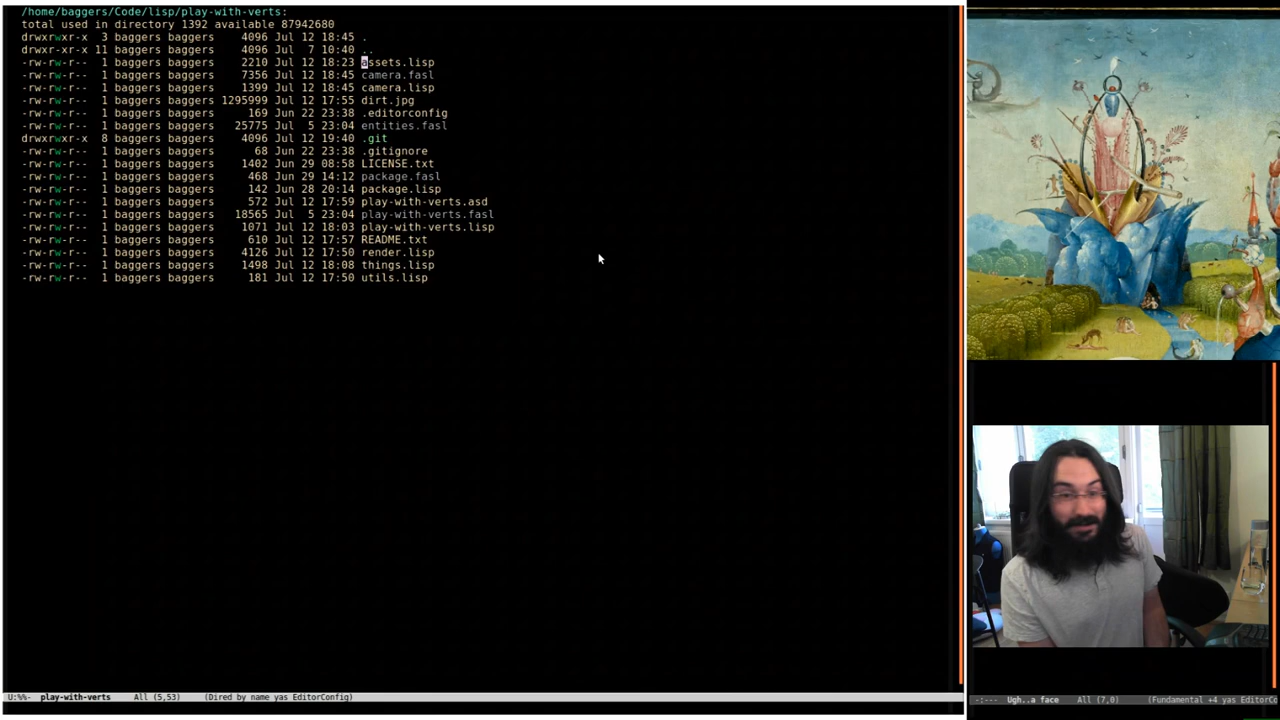 /home/baggers/Code/lisp/play-with-verts:
total used in directory 1392 available 87942680
drwxrwxr-x 3 baggers baggers 4096 Jul 12 18:45 .
drwxr-xr-x 11 baggers baggers 4096 Jul 7 10:40 ..
-rw-rw-r-- 1 baggers baggers 2210 Jul 12 18:23 assets.lisp
-rw-rw-r-- 1 baggers baggers 7356 Jul 12 18:45 camera.fasl
-rw-rw-r-- 1 baggers baggers 1399 Jul 12 18:45 camera.lisp
-rw-rw-r-- 1 baggers baggers 1295999 Jul 12 17:55 dirt.jpg
-rw-rw-r-- 1 baggers baggers 169 Jun 22 23:38 .editorconfig
-rw-rw-r-- 1 baggers baggers 25775 Jul 5 23:04 entities.fasl
drwxrwxr-x 8 baggers baggers 4096 Jul 12 19:40 .git
-rw-rw-r-- 1 baggers baggers 68 Jun 22 23:38 .gitignore
-rw-rw-r-- 1 baggers baggers 1402 Jun 29 08:58 LICENSE.txt
-rw-rw-r-- 1 baggers baggers 468 Jun 29 14:12 package.fasl
-rw-rw-r-- 1 baggers baggers 142 Jun 28 20:14 package.lisp
-rw-rw-r-- 1 baggers baggers 572 Jul 12 17:59 play-with-verts.asd
-rw-rw-r-- 1 baggers baggers 18565 Jul 5 23:04 play-with-verts.fasl
-rw-rw-r-- 1 baggers baggers 1071 Jul 12 18:03 play-with-verts.lisp
-rw-rw-r-- 1 baggers baggers 610 Jul 12 17:57 README.txt
-rw-rw-r-- 1 baggers baggers 4126 Jul 12 17:50 render.lisp
-rw-rw-r-- 1 baggers baggers 1498 Jul 12 18:08 things.lisp
-rw-rw-r-- 1 baggers baggers 181 Jul 12 17:50 utils.lisp
U:%%- play-with-verts All (5,53) (Dired by name yas EditorConfig)
-:--- Ugh..a face All (7,0) (Fundamental +4 yas EditorCo